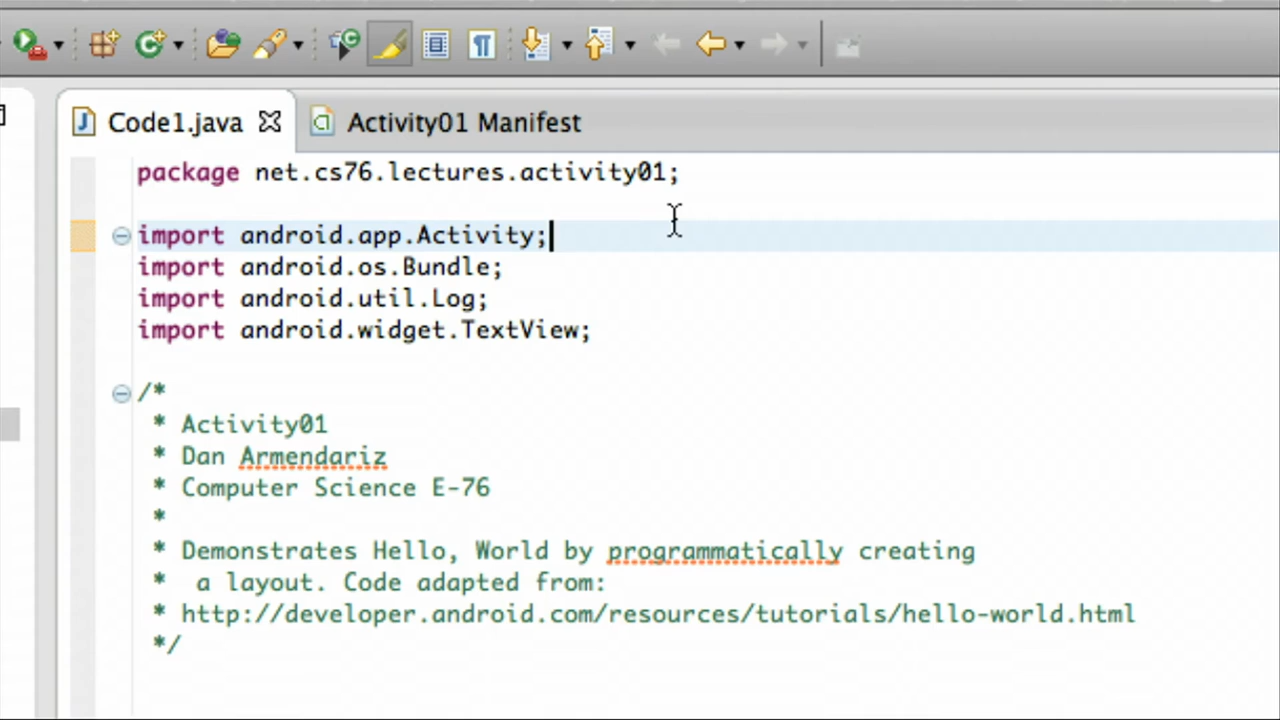 Code1.java
Activity01 Manifest
package net.cs76.lectures.activity01;
import android.app.Activity;
import android.os.Bundle;
import android.util.Log;
import android.widget.TextView;
/*
* Activity01
* Dan Armendariz
* Computer Science E-76
*
* Demonstrates Hello, World by programmatically creating
* a layout. Code adapted from:
* http://developer.android.com/resources/tutorials/hello-world.html
*/